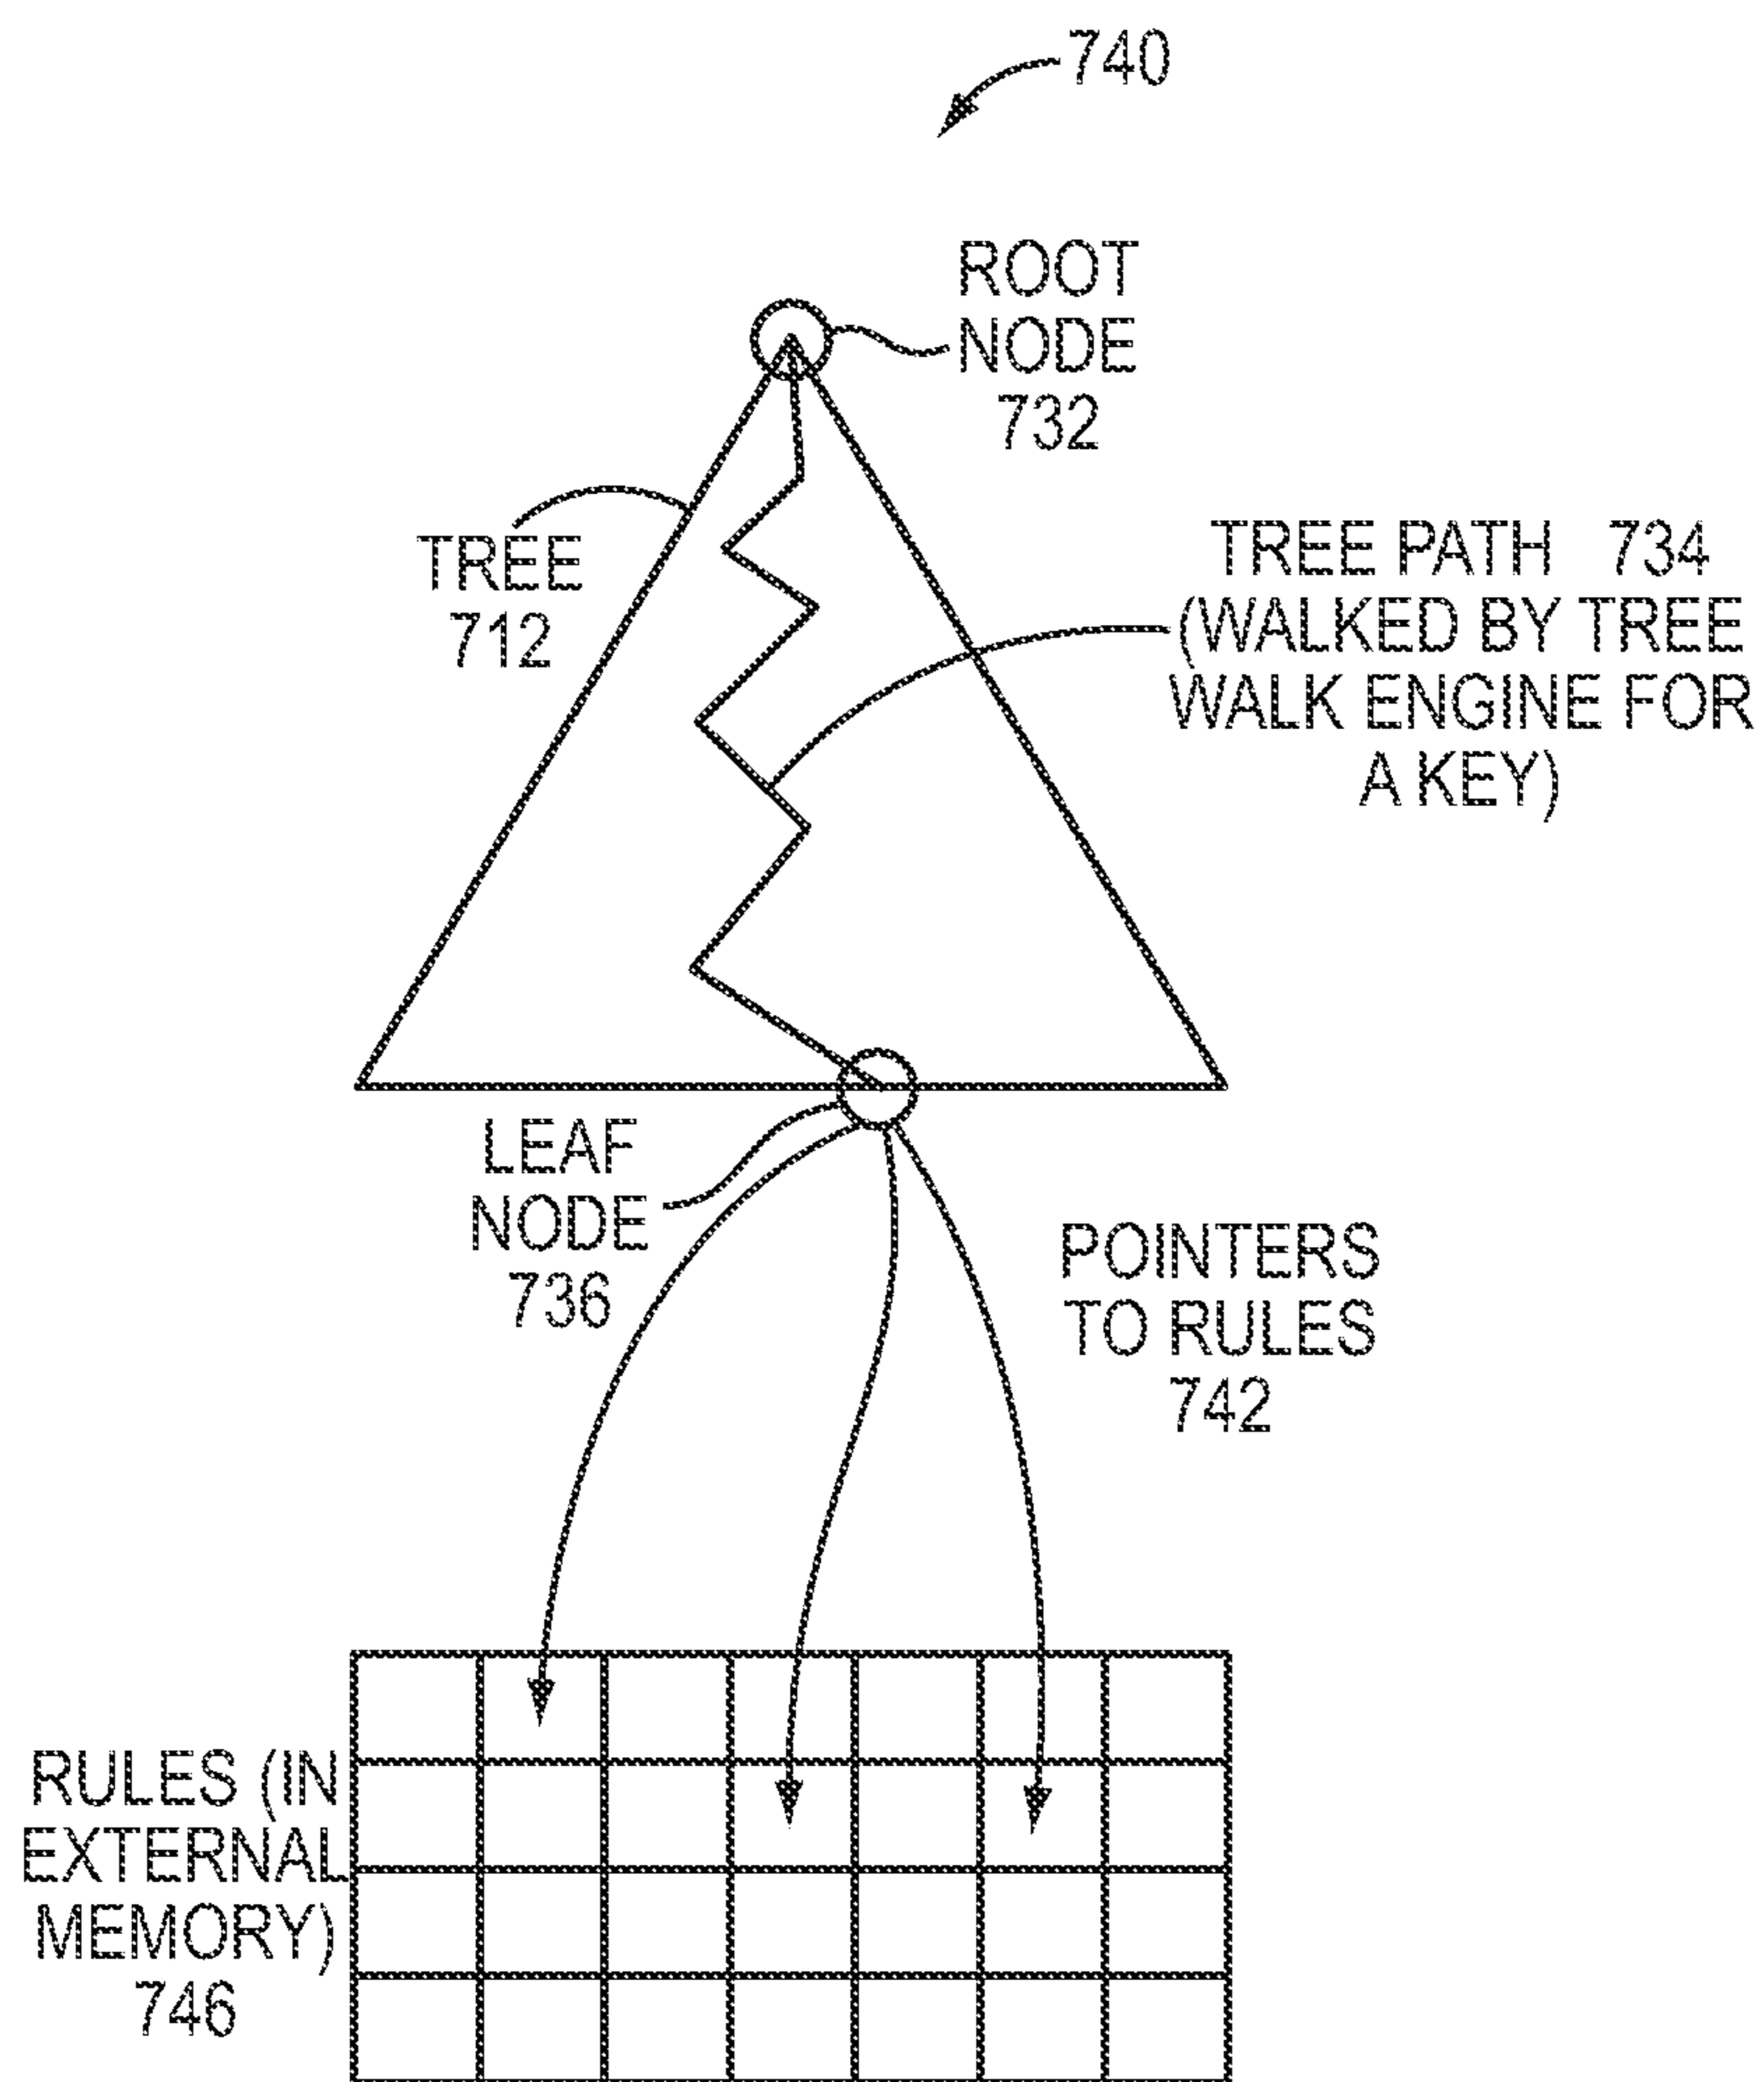 740
ROOT
NODE
732
TREE
712
TREE PATH 734
(WALKED BY TREE
WALK ENGINE FOR
A KEY)
LEAF
NODE
736
POINTERS
TO RULES
742
RULES (IN
EXTERNAL
MEMORY)
746